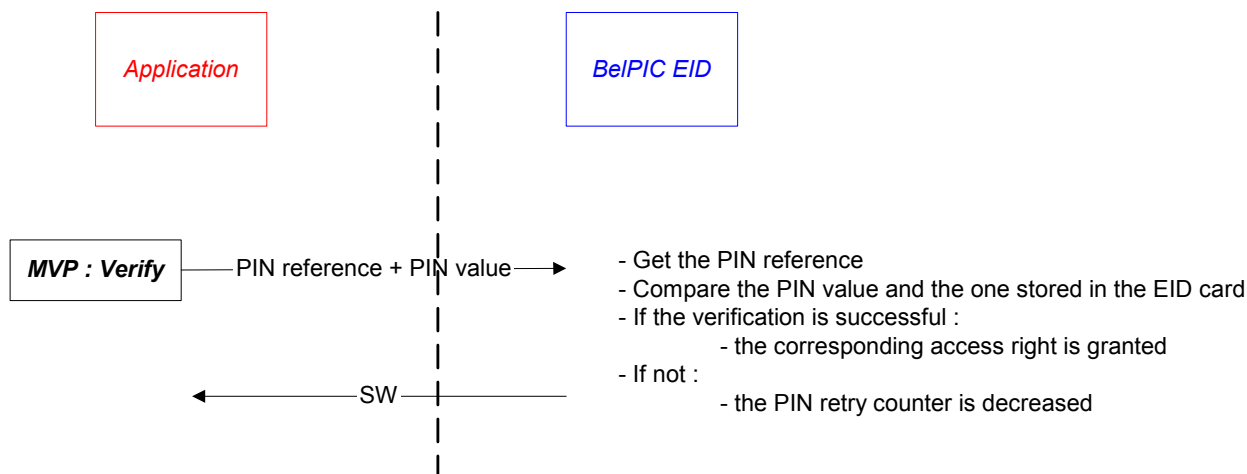 Application
BelPIC EID
MVP : Verify
PIN reference + PIN value
- Get the PIN reference
- Compare the PIN value and the one stored in the EID card
- If the verification is successful :
- the corresponding access right is granted
- If not :
- the PIN retry counter is decreased
SW